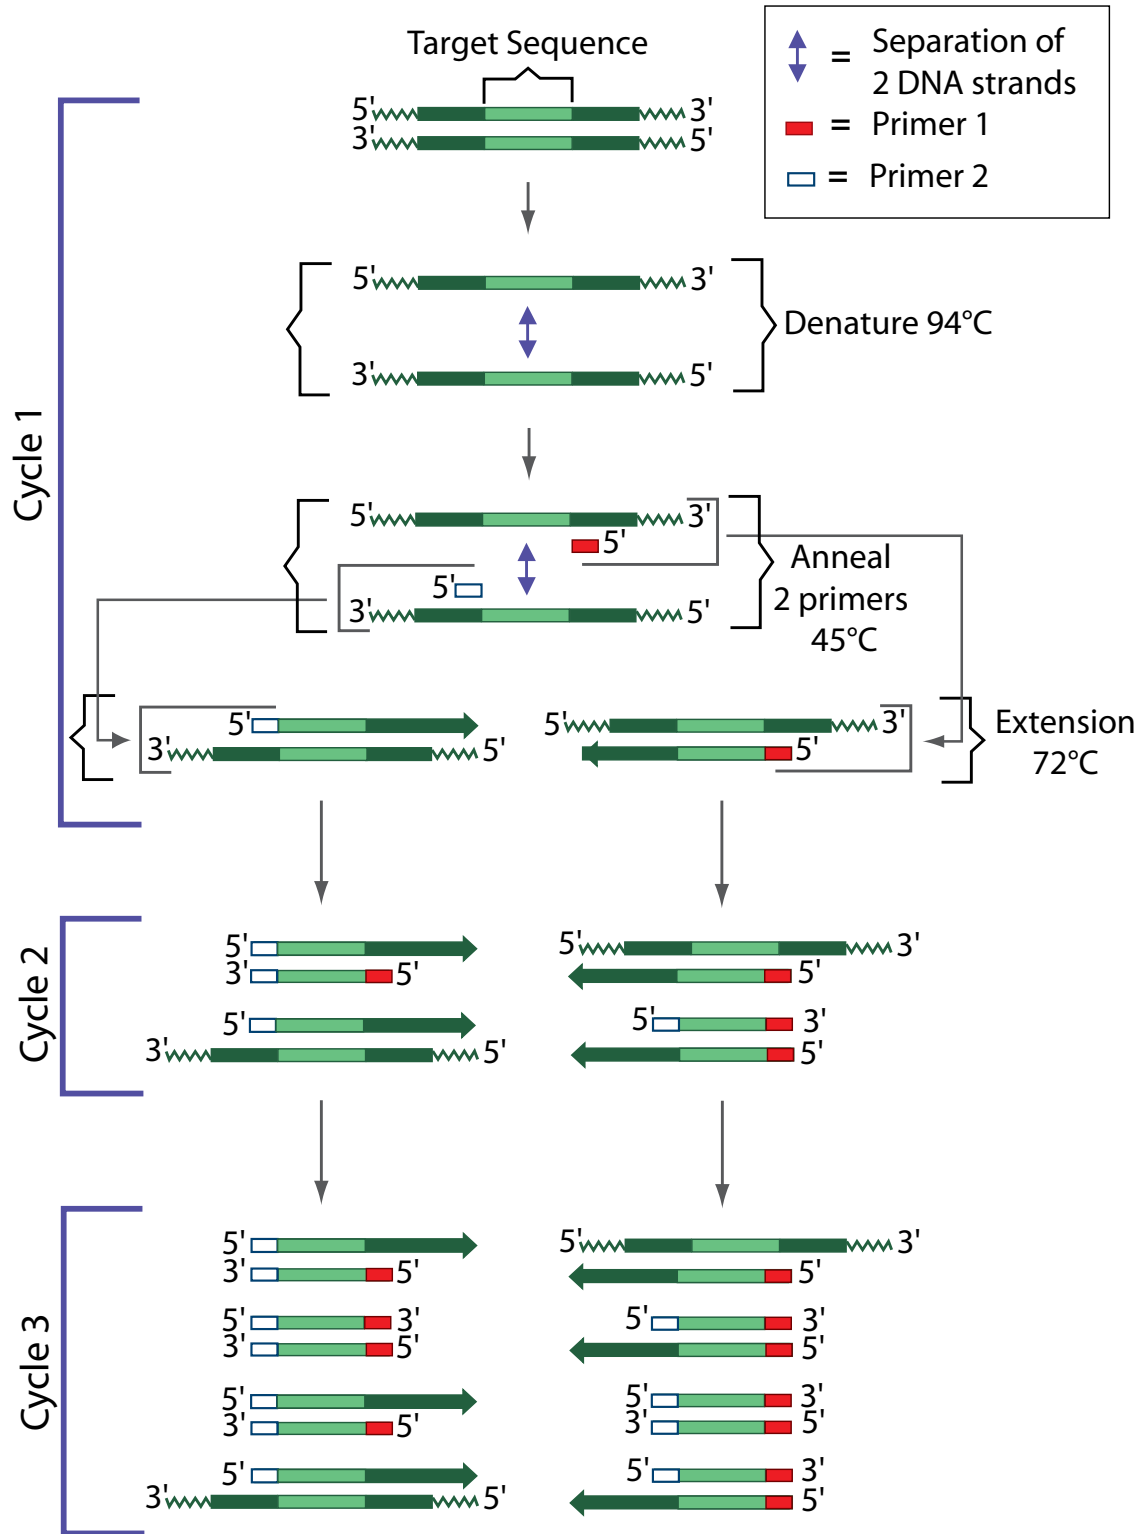 Target Sequence
= Separation of
2 DNA strands
= Primer 1
= Primer 2
5' 3'
3' 5'
Cycle 1
5' 3'
Denature 94°C
3' 5'
5' 3'
5'
Anneal
2 primers
45°C
5'
3' 5'
5' 5' 3'
3' 5' 5'
Extension
72°C
Cycle 2
5' 5' 3'
3' 5' 5'
5' 5' 3'
3' 5' 5'
Cycle 3
5' 5' 3'
3' 5' 5'
5' 3' 5' 3'
3' 5' 5'
5' 5' 3'
3' 5' 3' 5'
5' 5' 3'
3' 5' 5'